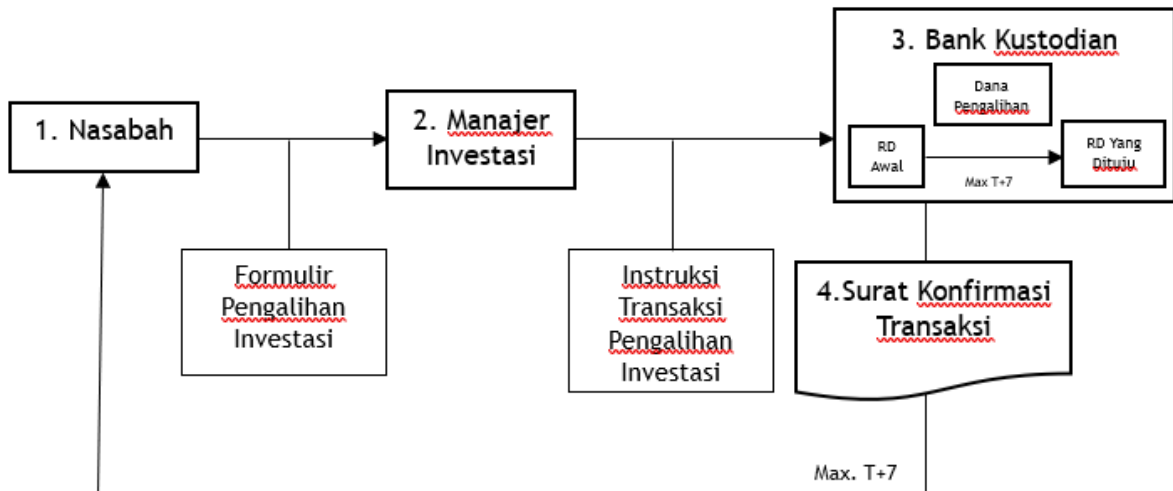 3. Bank Kustodian
Dana
Pengalihan
1. Nasabah
2. Manajer
Investasi
RD
Awal
RD Yang
Dituju
Max T+7
Formulir
Pengalihan
Investasi
Instruksi
Transaksi
Pengalihan
Investasi
4.Surat Konfirmasi
Transaksi
Max. T+7